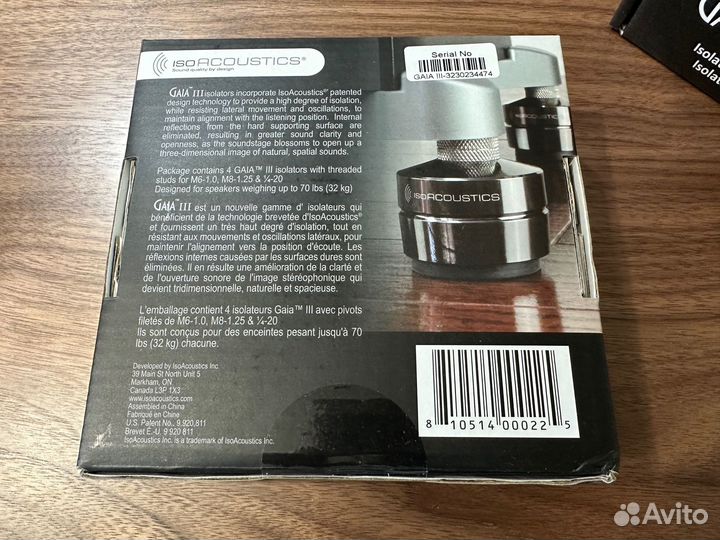 isoACOUSTICS®
Sound quality by design
Serial No
GAIA III-3230234474
GAIA™ III isolators incorporate IsoAcoustics® patented
design technology to provide a high degree of isolation,
while resisting lateral movement and oscillations, to
maintain alignment with the listening position. Internal
reflections from the hard supporting surface are
eliminated, resulting in greater sound clarity and
openness, as the soundstage blossoms to open up a
three-dimensional image of natural, spatial sounds.
Package contains 4 GAIA™ III isolators with threaded
studs for M6-1.0, M8-1.25 & ¼-20
Designed for speakers weighing up to 70 lbs (32 kg)
GAIA™ III est un nouvelle gamme d' isolateurs qui
bénéficient de la technologie brevetée d'IsoAcoustics®
et fournissent un très haut degré d'isolation, tout en
résistant aux mouvements et oscillations latéraux, pour
maintenir l'alignement vers la position d'écoute. Les
réflexions internes causées par les surfaces dures sont
éliminées. Il en résulte une amélioration de la clarté et
de l'ouverture sonore de l'image stéréophonique qui
devient tridimensionnelle, naturelle et spacieuse.
L'emballage contient 4 isolateurs Gaia™ III avec pivots
filetés de M6-1.0, M8-1.25 & ¼-20
Ils sont conçus pour des enceintes pesant jusqu'à 70
lbs (32 kg) chacune.
Developed by IsoAcoustics Inc.
39 Main St North Unit 5
Markham, ON
Canada L3P 1X3
www.isoacoustics.com
Assembled in China
Fabriqué en Chine
U.S. Patent No. 9,920,811
Brevet É.-U. 9 920 811
IsoAcoustics Inc. is a trademark of IsoAcoustics Inc.
isoACOUSTICS
8 10514 00022 5
Avito